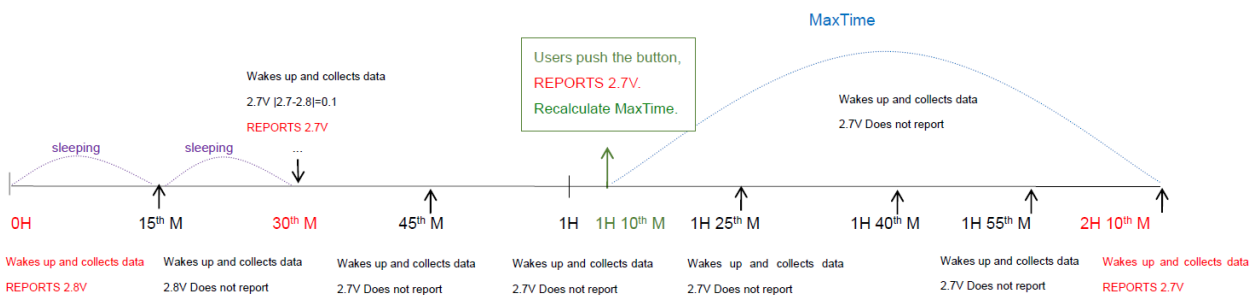 MaxTime
Users push the button,
REPORTS 2.7V.
Recalculate MaxTime.
Wakes up and collects data
2.7V |2.7-2.8|=0.1
REPORTS 2.7V
...
Wakes up and collects data
2.7V Does not report
sleeping
sleeping
0H
15th M
30th M
45th M
1H
1H 10th M
1H 25th M
1H 40th M
1H 55th M
2H 10th M
Wakes up and collects data
REPORTS 2.8V
Wakes up and collects data
2.8V Does not report
Wakes up and collects data
2.7V Does not report
Wakes up and collects data
2.7V Does not report
Wakes up and collects data
2.7V Does not report
Wakes up and collects data
2.7V Does not report
Wakes up and collects data
REPORTS 2.7V